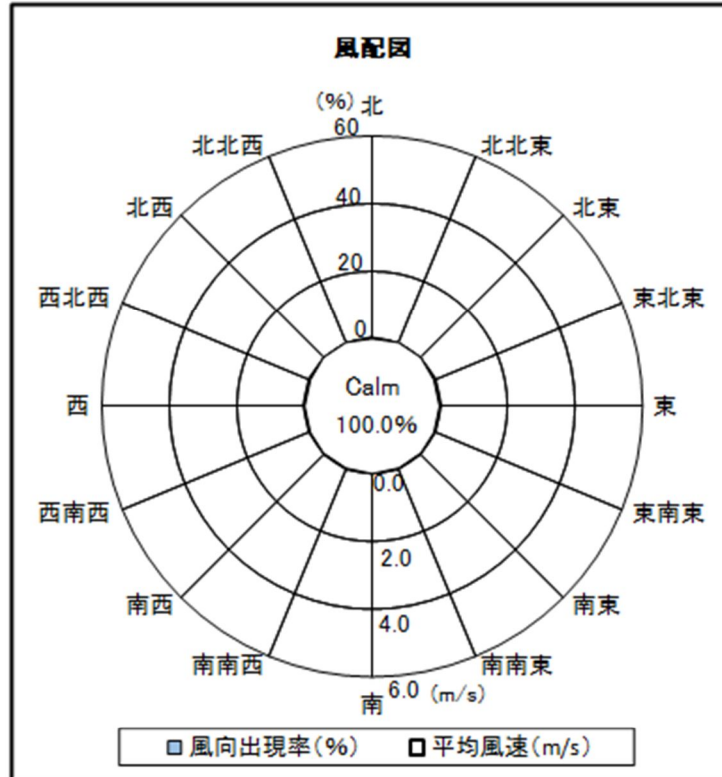 風配図
(%) 北
60
北北西
北北東
40
北西
北東
20
西北西
東北東
0
Calm
西
東
100.0%
0.0
西南西
東南東
2.0
南西
南東
4.0
南南西
南南東
南 6.0 (m/s)
風向出現率(%) 平均風速(m/s)